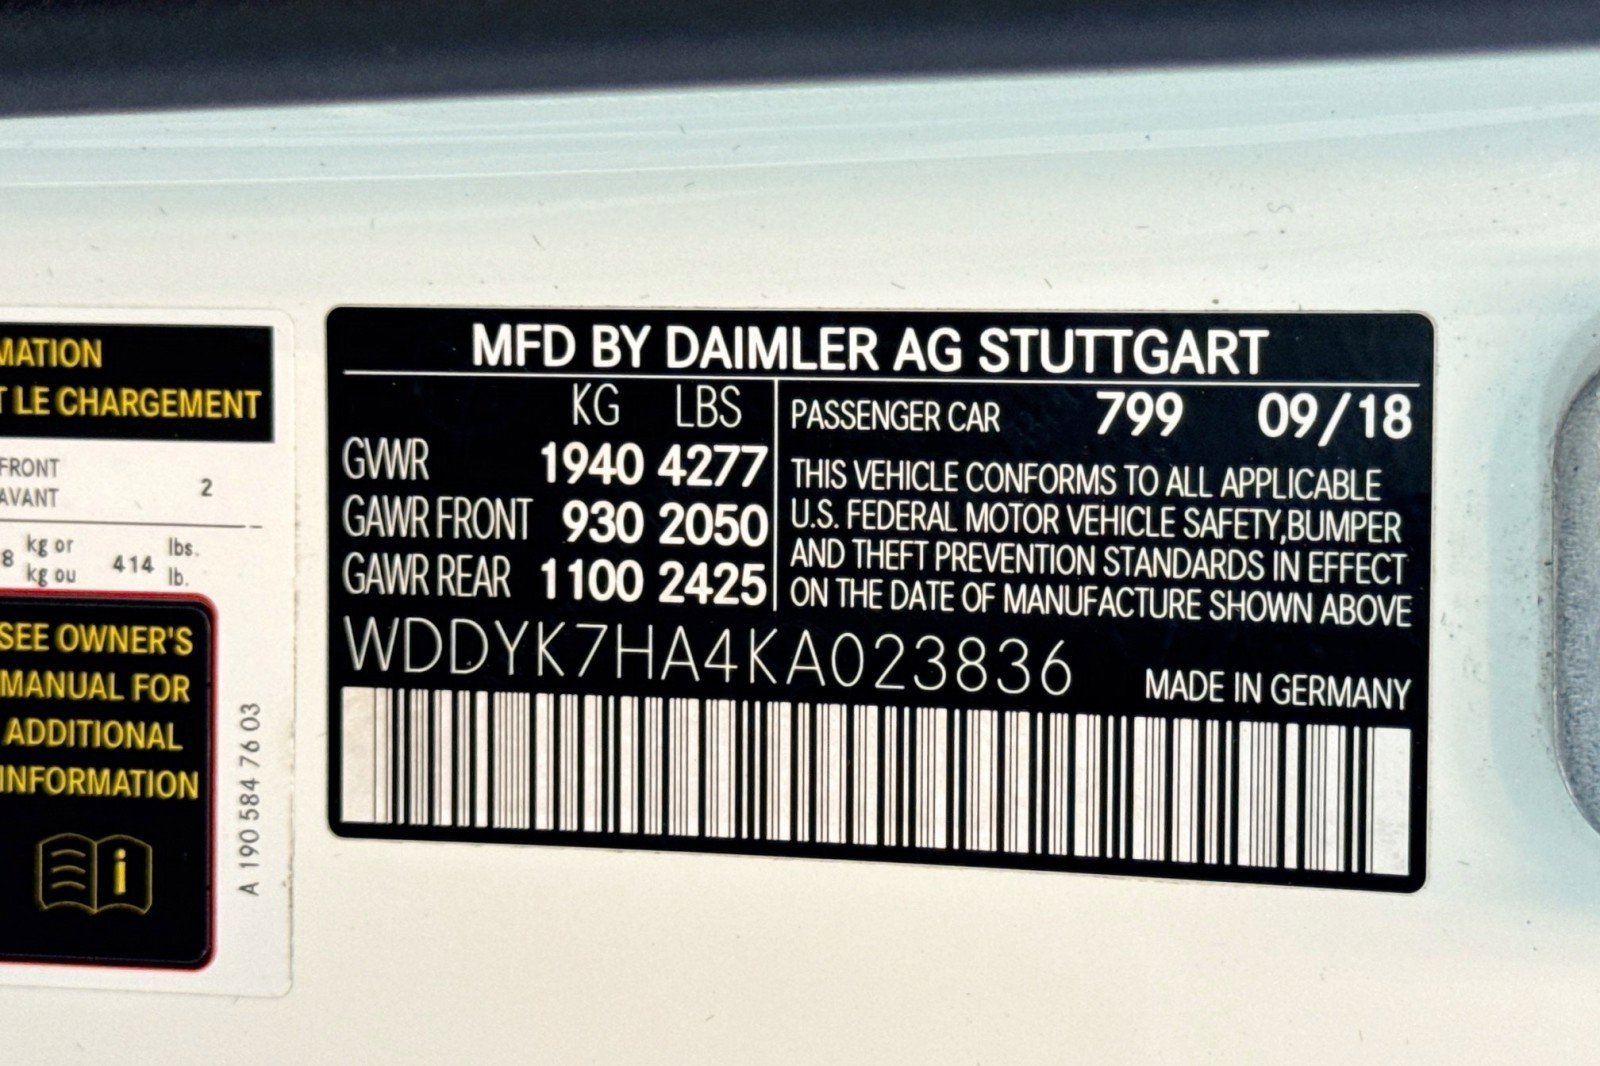 MATION
T LE CHARGEMENT
FRONT
AVANT
2
8 kg or 414 lbs.
kg ou lb.
SEE OWNER'S
MANUAL FOR
ADDITIONAL
INFORMATION
i
A 190 584 76 03
MFD BY DAIMLER AG STUTTGART
KG LBS
GVWR 1940 4277
GAWR FRONT 930 2050
GAWR REAR 1100 2425
PASSENGER CAR 799 09/18
THIS VEHICLE CONFORMS TO ALL APPLICABLE
U.S. FEDERAL MOTOR VEHICLE SAFETY,BUMPER
AND THEFT PREVENTION STANDARDS IN EFFECT
ON THE DATE OF MANUFACTURE SHOWN ABOVE
WDDYK7HA4KA023836
MADE IN GERMANY